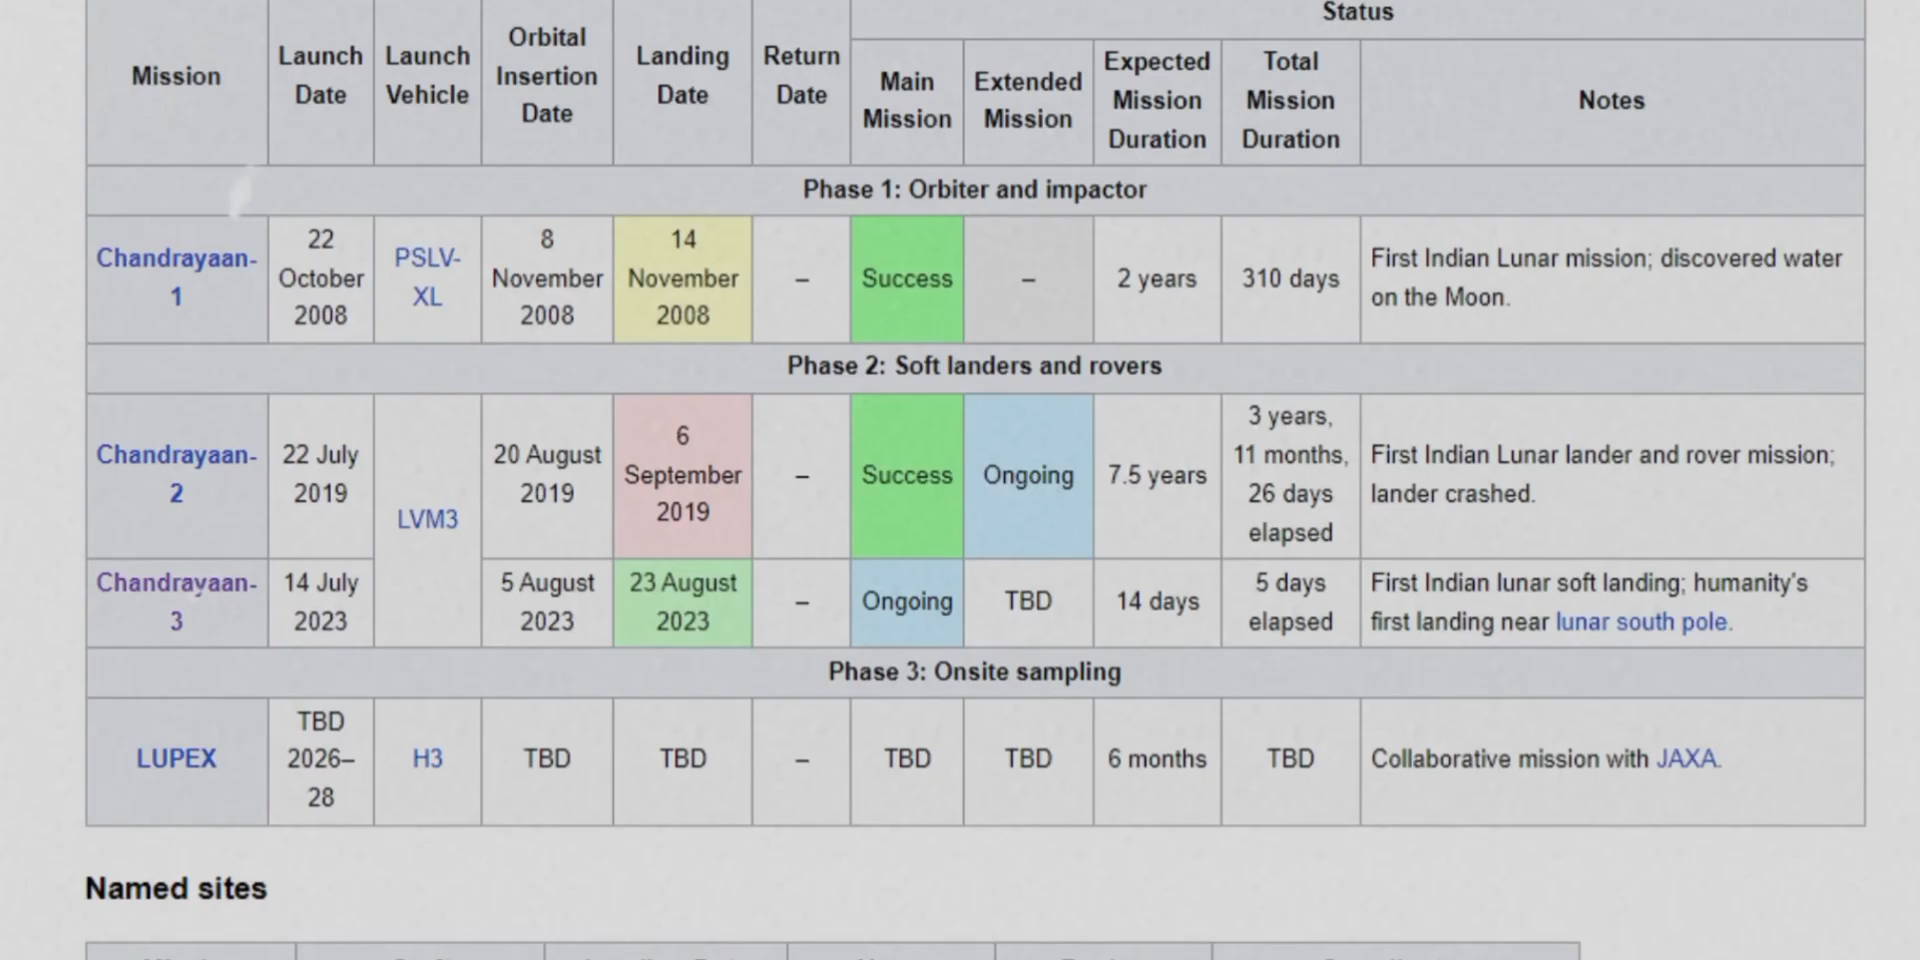 Status
Mission
Launch Date
Launch Vehicle
Orbital Insertion Date
Landing Date
Return Date
Main Mission
Extended Mission
Expected Mission Duration
Total Mission Duration
Notes
Phase 1: Orbiter and impactor
Chandrayaan-
1
22
October
2008
PSLV-
XL
8
November
2008
14
November
2008
–
Success
–
2 years
310 days
First Indian Lunar mission; discovered water
on the Moon.
Phase 2: Soft landers and rovers
Chandrayaan-
2
22 July
2019
LVM3
20 August
2019
6
September
2019
–
Success
Ongoing
7.5 years
3 years,
11 months,
26 days
elapsed
First Indian Lunar lander and rover mission;
lander crashed.
Chandrayaan-
3
14 July
2023
5 August
2023
23 August
2023
–
Ongoing
TBD
14 days
5 days
elapsed
First Indian lunar soft landing; humanity's
first landing near lunar south pole.
Phase 3: Onsite sampling
LUPEX
TBD
2026–
28
H3
TBD
TBD
–
TBD
TBD
6 months
TBD
Collaborative mission with JAXA.
Named sites